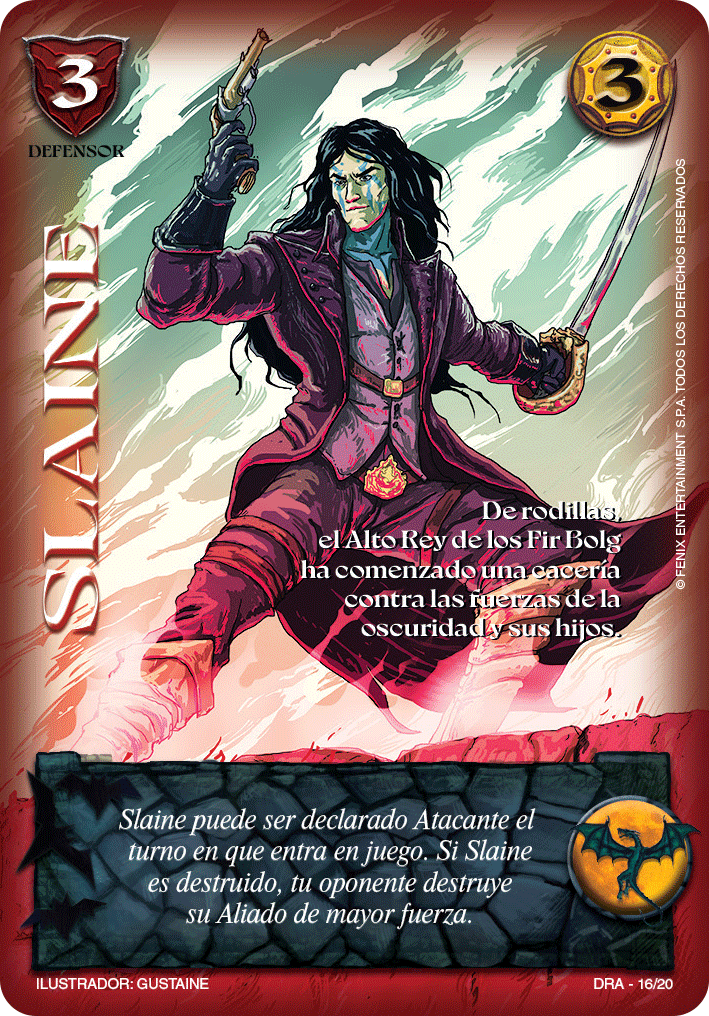 3
3
DEFENSOR
SLAINE
© FENIX ENTERTAINMENT S.P.A. TODOS LOS DERECHOS RESERVADOS
De rodillas,
el Alto Rey de los Fir Bolg
ha comenzado una cacería
contra las fuerzas de la
oscuridad y sus hijos.
Slaine puede ser declarado Atacante el
turno en que entra en juego. Si Slaine
es destruido, tu oponente destruye
su Aliado de mayor fuerza.
ILUSTRADOR: GUSTAINE
DRA - 16/20